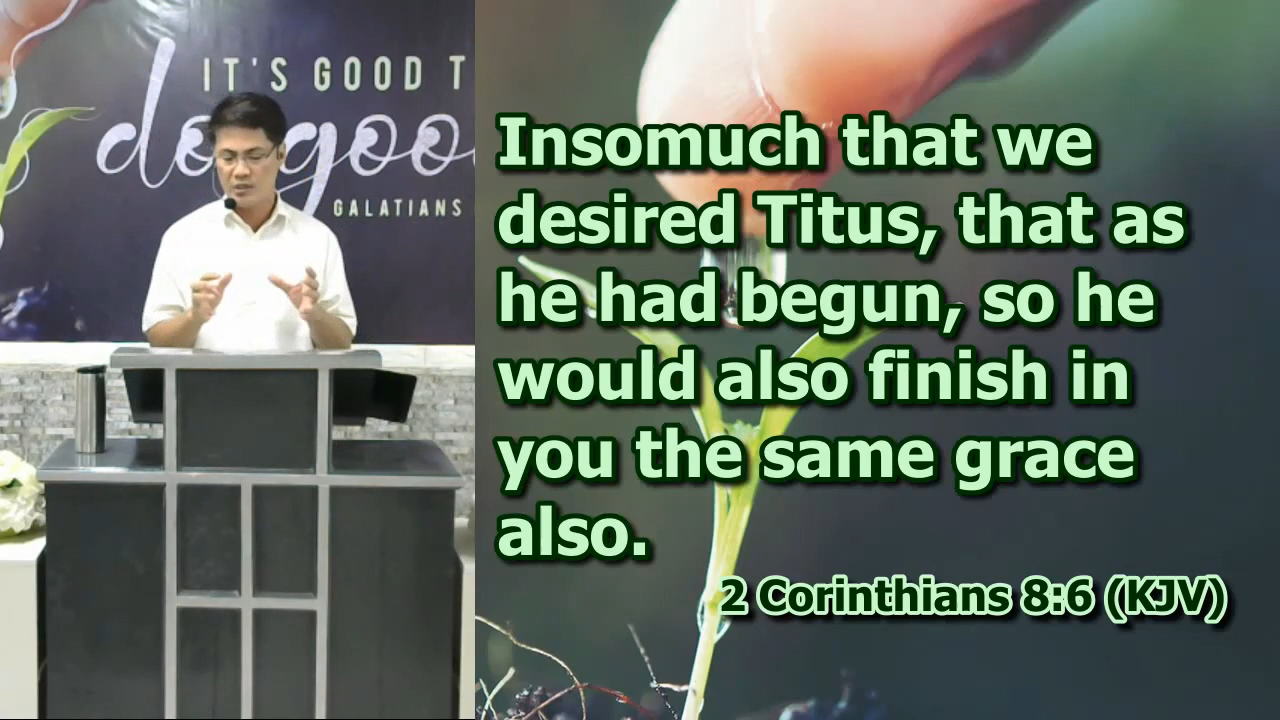 IT'S GOOD T
do goo
GALATIANS
Insomuch that we
desired Titus, that as
he had begun, so he
would also finish in
you the same grace
also.
2 Corinthians 8:6 (KJV)